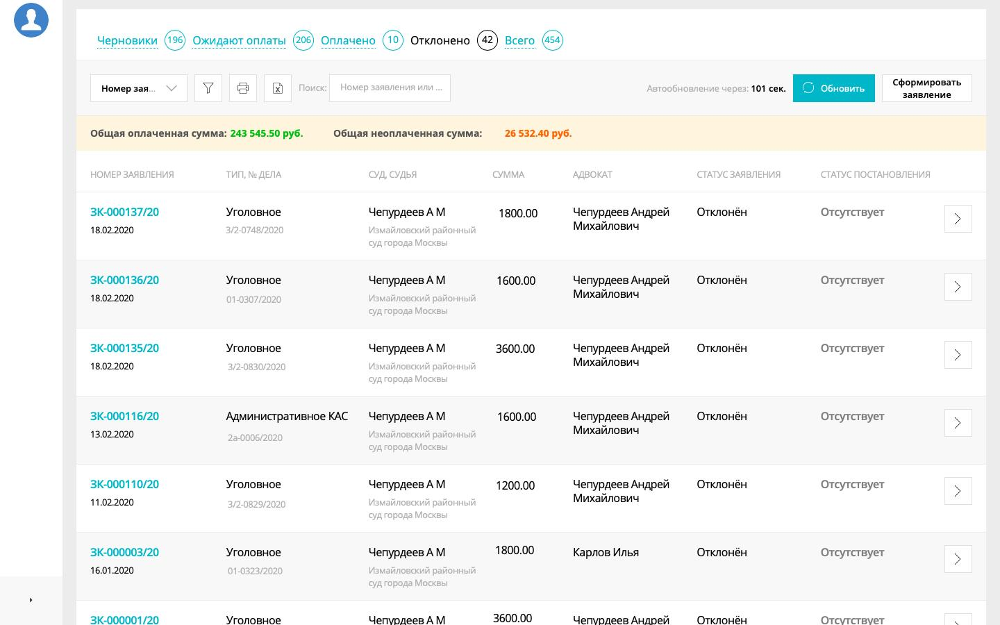 Черновики 196 Ожидают оплаты 206 Оплачено 10 Отклонено 42 Всего 454
Номер зая... Поиск: Номер заявления или ... Автообновление через: 101 сек. Обновить Сформировать заявление
Общая оплаченная сумма: 243 545.50 руб. Общая неоплаченная сумма: 26 532.40 руб.
НОМЕР ЗАЯВЛЕНИЯ ТИП, № ДЕЛА СУД, СУДЬЯ СУММА АДВОКАТ СТАТУС ЗАЯВЛЕНИЯ СТАТУС ПОСТАНОВЛЕНИЯ
ЗК-000137/20 Уголовное Чепурдеев А М 1800.00 Чепурдеев Андрей Отклонён Отсутствует
18.02.2020 3/2-0748/2020 Измайловский районный Михайлович
суд города Москвы
ЗК-000136/20 Уголовное Чепурдеев А М 1600.00 Чепурдеев Андрей Отклонён Отсутствует
18.02.2020 01-0307/2020 Измайловский районный Михайлович
суд города Москвы
ЗК-000135/20 Уголовное Чепурдеев А М 3600.00 Чепурдеев Андрей Отклонён Отсутствует
18.02.2020 3/2-0830/2020 Измайловский районный Михайлович
суд города Москвы
ЗК-000116/20 Административное КАС Чепурдеев А М 1600.00 Чепурдеев Андрей Отклонён Отсутствует
13.02.2020 2а-0006/2020 Измайловский районный Михайлович
суд города Москвы
ЗК-000110/20 Уголовное Чепурдеев А М 1200.00 Чепурдеев Андрей Отклонён Отсутствует
11.02.2020 3/2-0829/2020 Измайловский районный Михайлович
суд города Москвы
ЗК-000003/20 Уголовное Чепурдеев А М 1800.00 Карлов Илья Отклонён Отсутствует
16.01.2020 01-0323/2020 Измайловский районный
суд города Москвы
ЗК-000001/20 Уголовное Чепурдеев А М 3600.00 Чепурдеев Андрей Отклонён Отсутствует